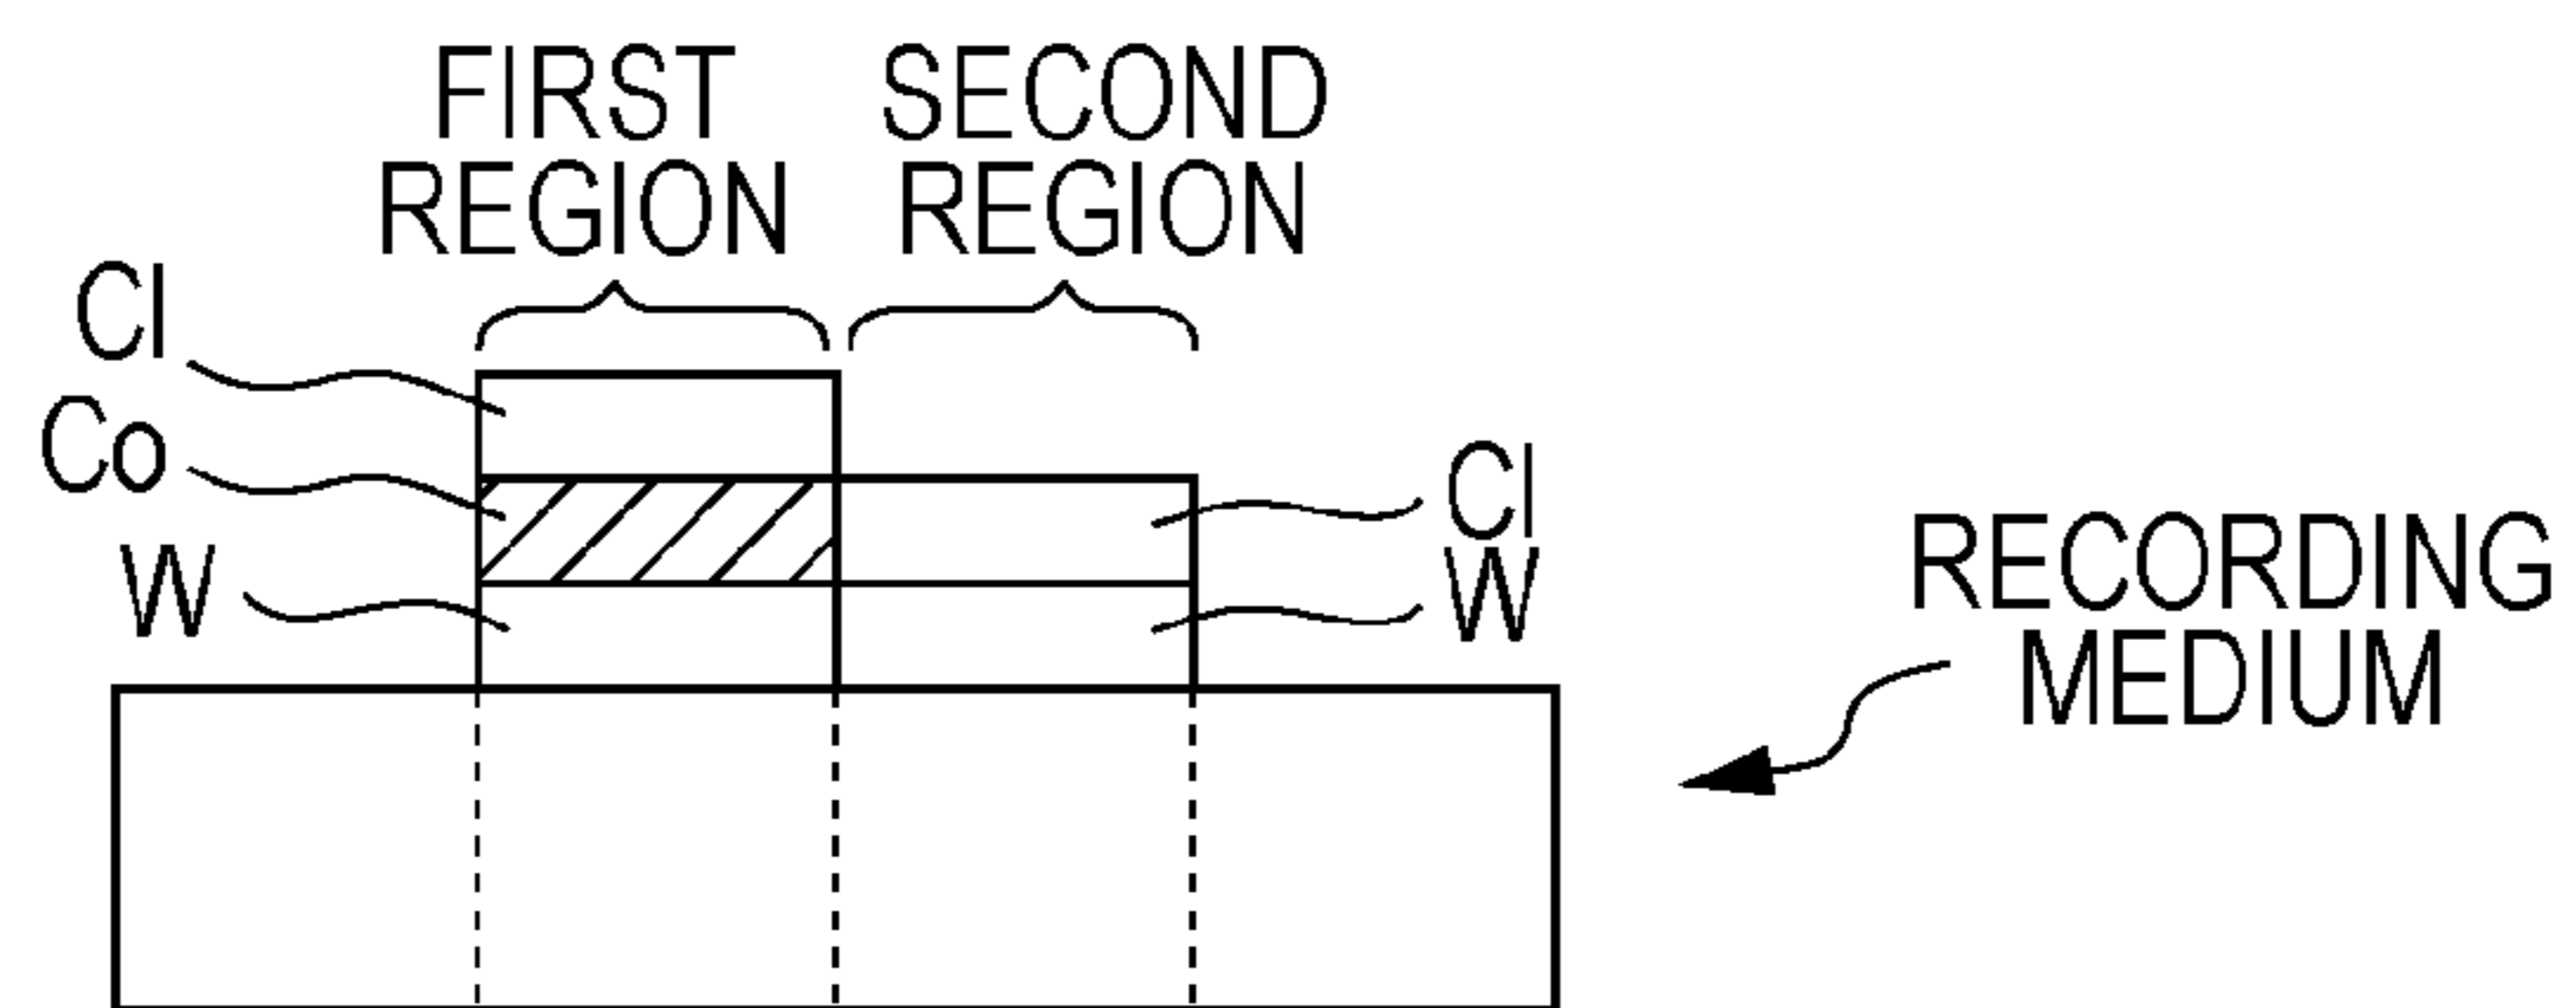 FIRST
REGION
SECOND
REGION
Cl
Co
W
Cl
W
RECORDING
MEDIUM